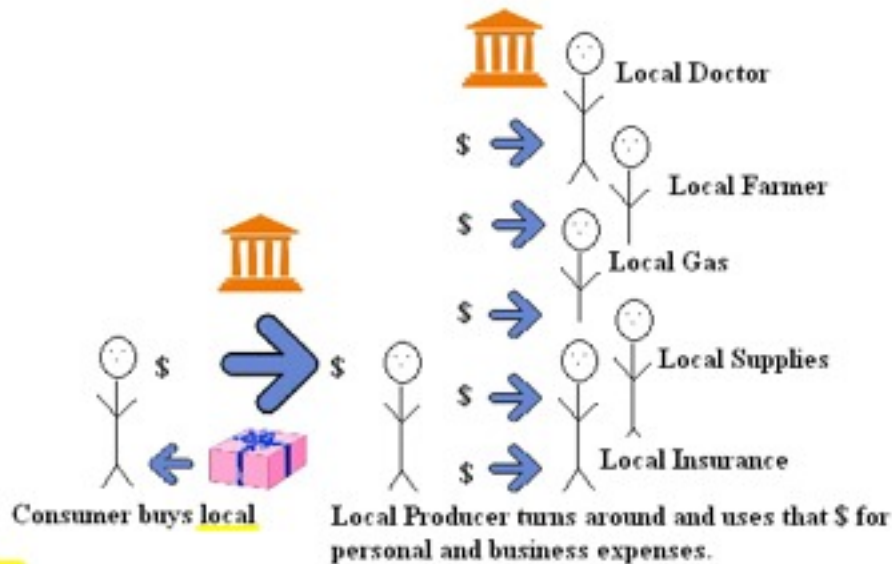 Local Doctor
$
Local Farmer
$
Local Gas
$
$
$
Local Supplies
$
Local Insurance
$
Consumer buys local
Local Producer turns around and uses that $ for
personal and business expenses.